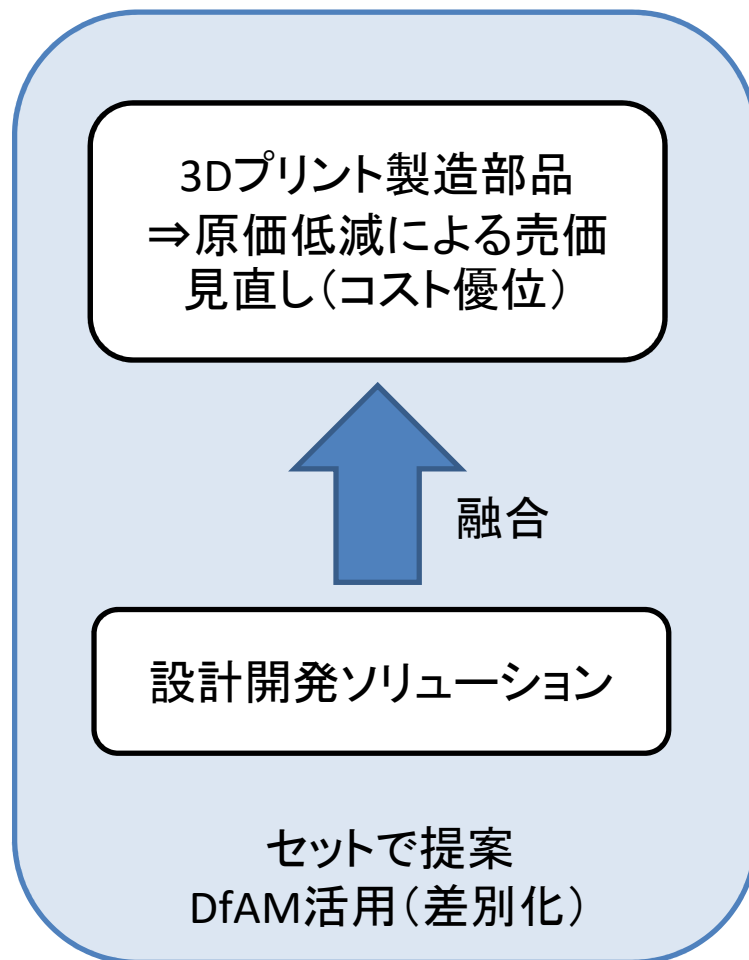 3Dプリント製造部品
⇒原価低減による売価
見直し（コスト優位）
融合
設計開発ソリューション
セットで提案
DfAM活用（差別化）